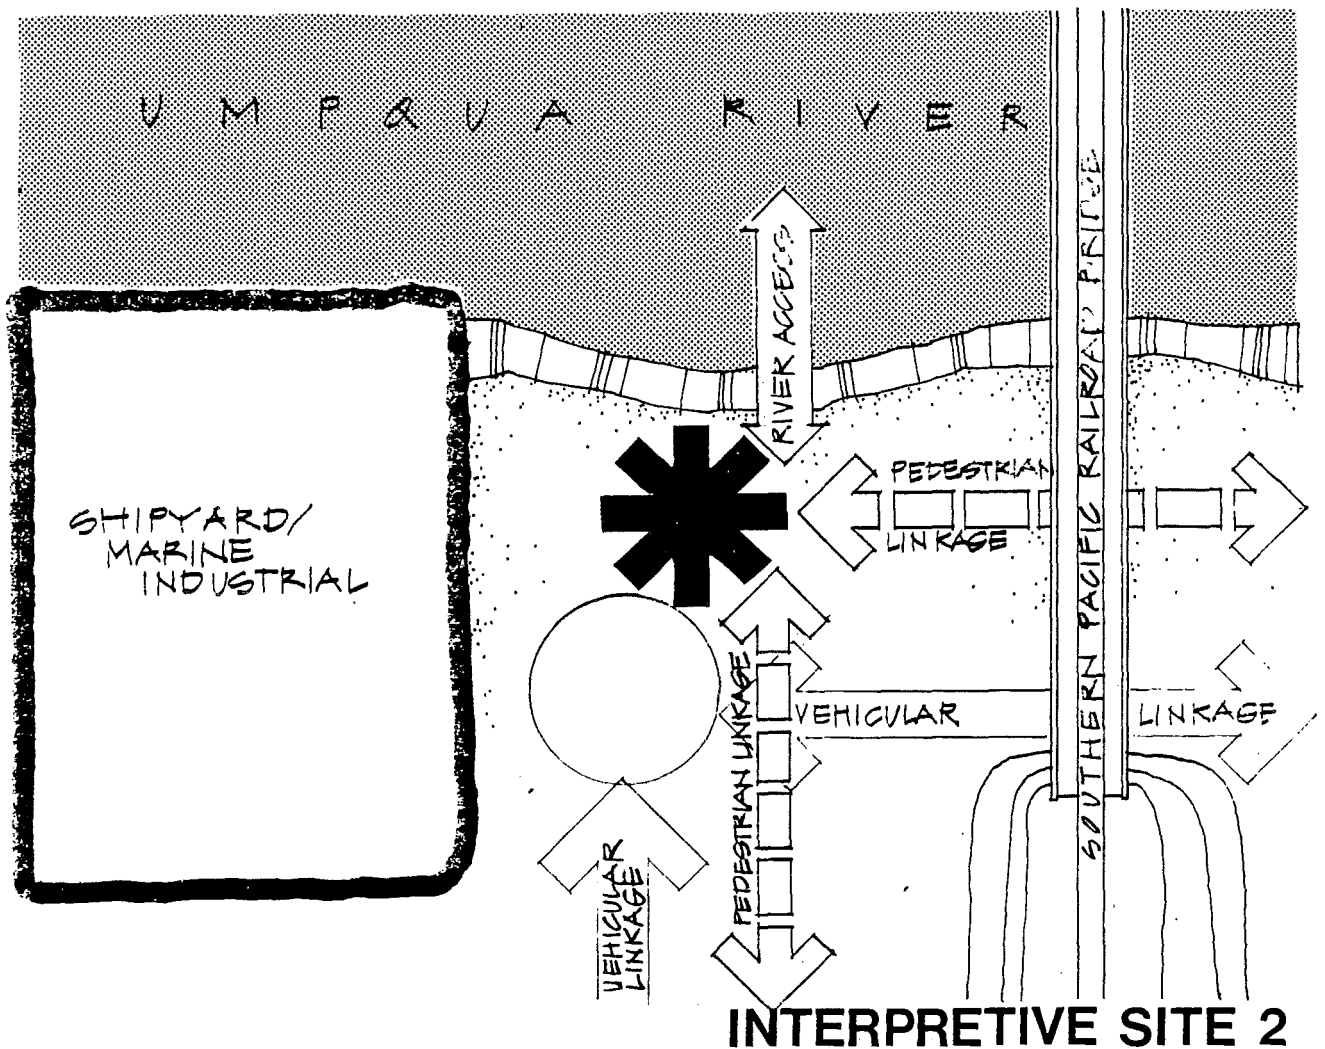 UMPQUA RIVER
RIVER ACCESS
PEDESTRIAN
LINKAGE
SHIPYARD/
MARINE
INDUSTRIAL
SOUTHERN PACIFIC RAILROAD BRIDGE
VEHICULAR LINKAGE
PEDESTRIAN LINKAGE
VEHICULAR
LINKAGE
INTERPRETIVE SITE 2